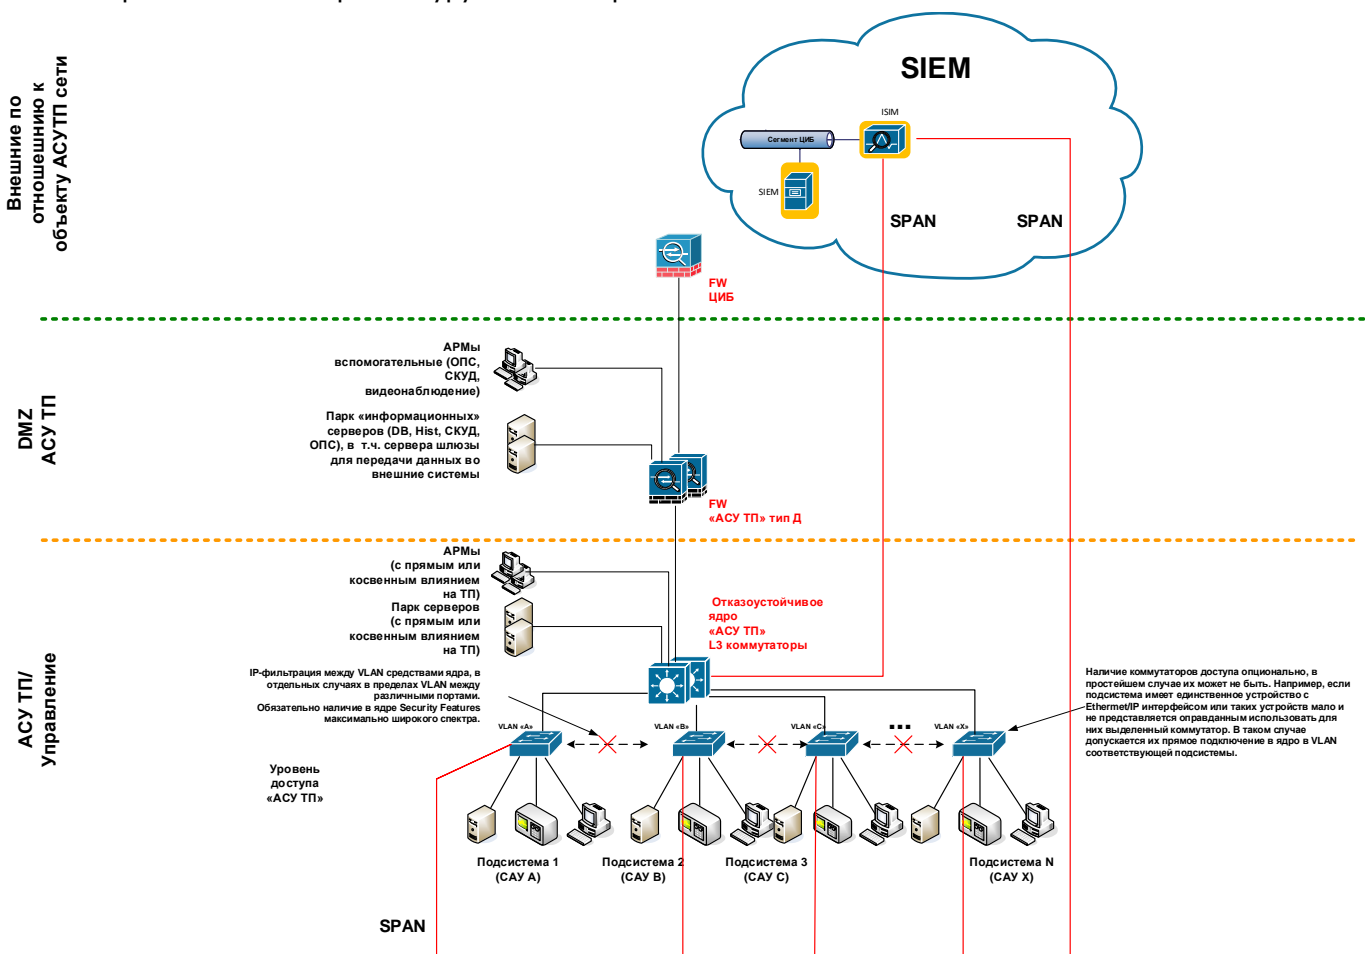 Внешние по
отношешнию к
объекту АСУТП сети
SIEM
ISIM
Сегмент ЦИБ
SIEM
SPAN
SPAN
FW
ЦИБ
DMZ
АСУ ТП
АРМы
вспомогательные (ОПС,
СКУД,
видеонаблюдение)
Парк «информационных»
серверов (DB, Hist, СКУД,
ОПС), в т.ч. сервера шлюзы
для передачи данных во
внешние системы
FW
«АСУ ТП» тип Д
АСУ ТП/
Управление
АРМы
(с прямым или
косвенным влиянием
на ТП)
Парк серверов
(с прямым или
косвенным влиянием
на ТП)
Отказоустойчивое
ядро
«АСУ ТП»
L3 коммутаторы
IP-фильтрация между VLAN средствами ядра, в
отдельных случаях в пределах VLAN между
различными портами.
Обязательно наличие в ядре Security Features
максимально широкого спектра.
Наличие коммутаторов доступа опционально, в
простейшем случае их может не быть. Например, если
подсистема имеет единственное устройство с
Ethermet/IP интерфейсом или таких устройств мало и
не представляется оправданным использовать для
них выделенный коммутатор. В таком случае
допускается их прямое подключение в ядро в VLAN
соответствующей подсистемы.
VLAN «A»
VLAN «B»
VLAN «C»
...
VLAN «X»
Уровень
доступа
«АСУ ТП»
Подсистема 1
(САУ А)
Подсистема 2
(САУ В)
Подсистема 3
(САУ С)
Подсистема N
(САУ Х)
SPAN